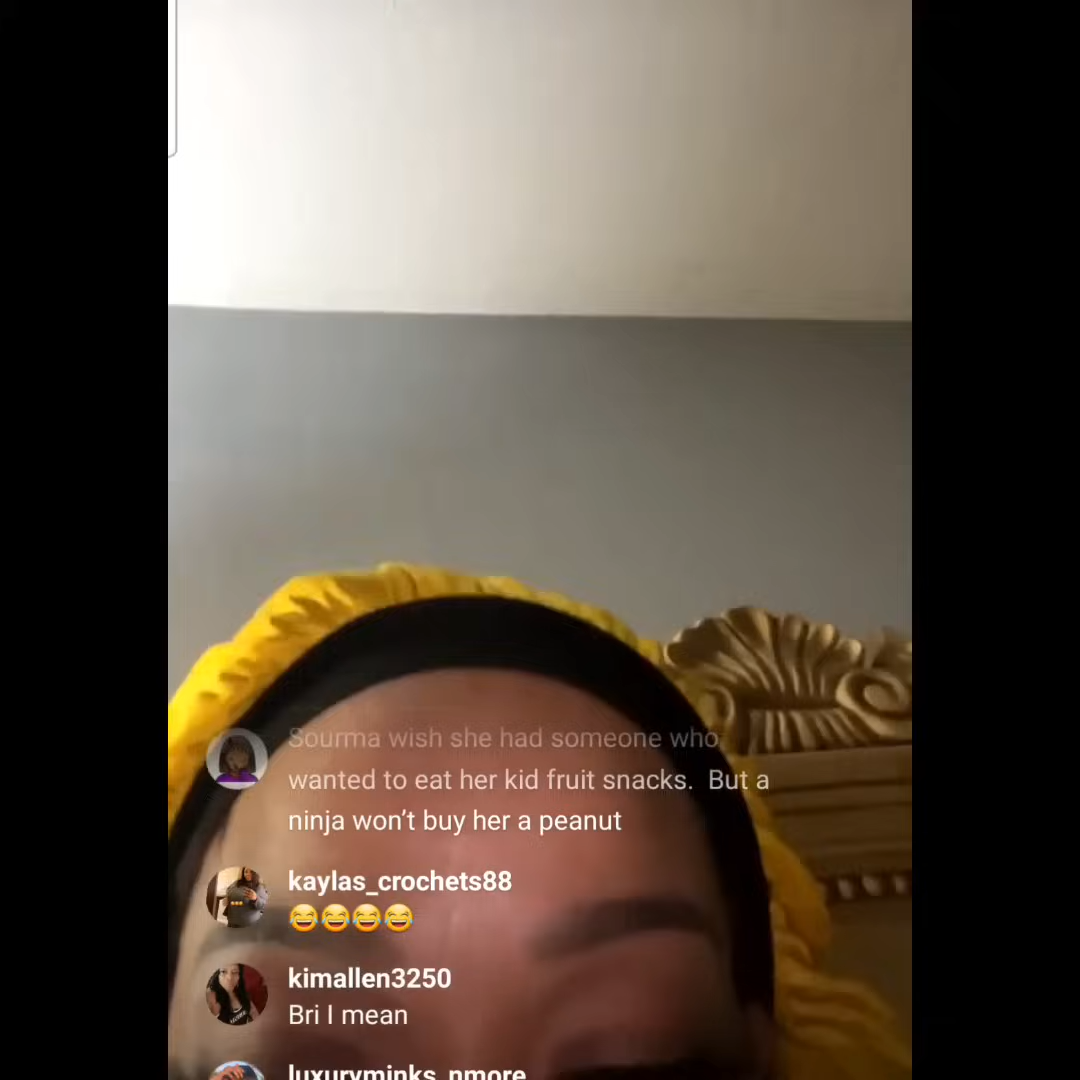 Sourma wish she had someone who
wanted to eat her kid fruit snacks. But a
ninja won't buy her a peanut
kaylas_crochets88
😂😂😂😂
kimallen3250
Bri I mean
luxuryminks_nmore